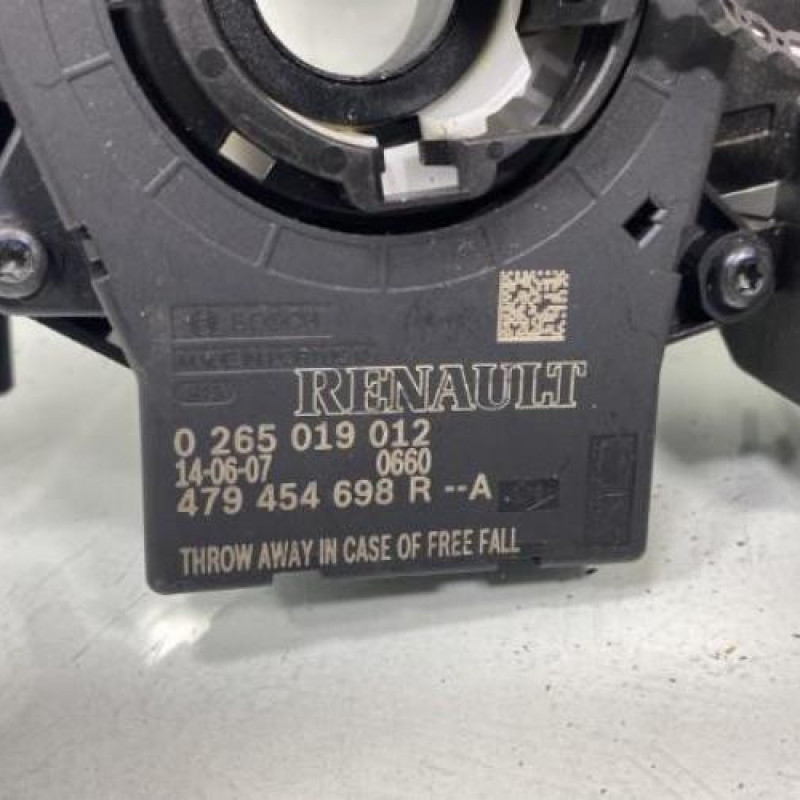 BOSCH
RENAULT
0 265 019 012
14-06-07 0660
479 454 698 R --A
THROW AWAY IN CASE OF FREE FALL